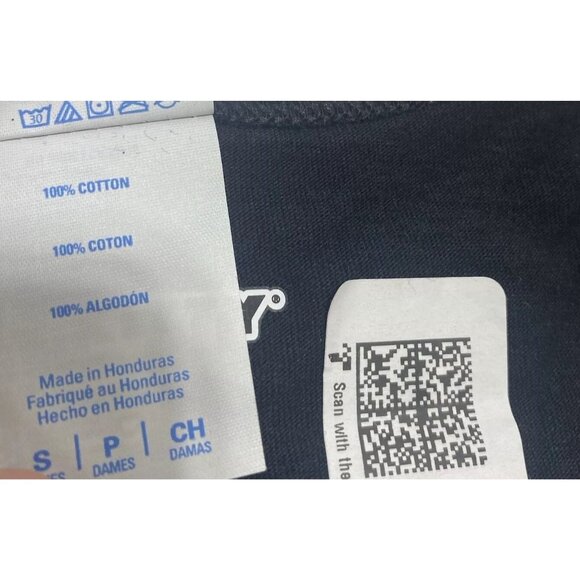 30
100% COTTON
100% COTON
100% ALGODÓN
Made in Honduras
Fabriqué au Honduras
Hecho en Honduras
S | P | CH
DAMES DAMAS
Y®
Scan with the